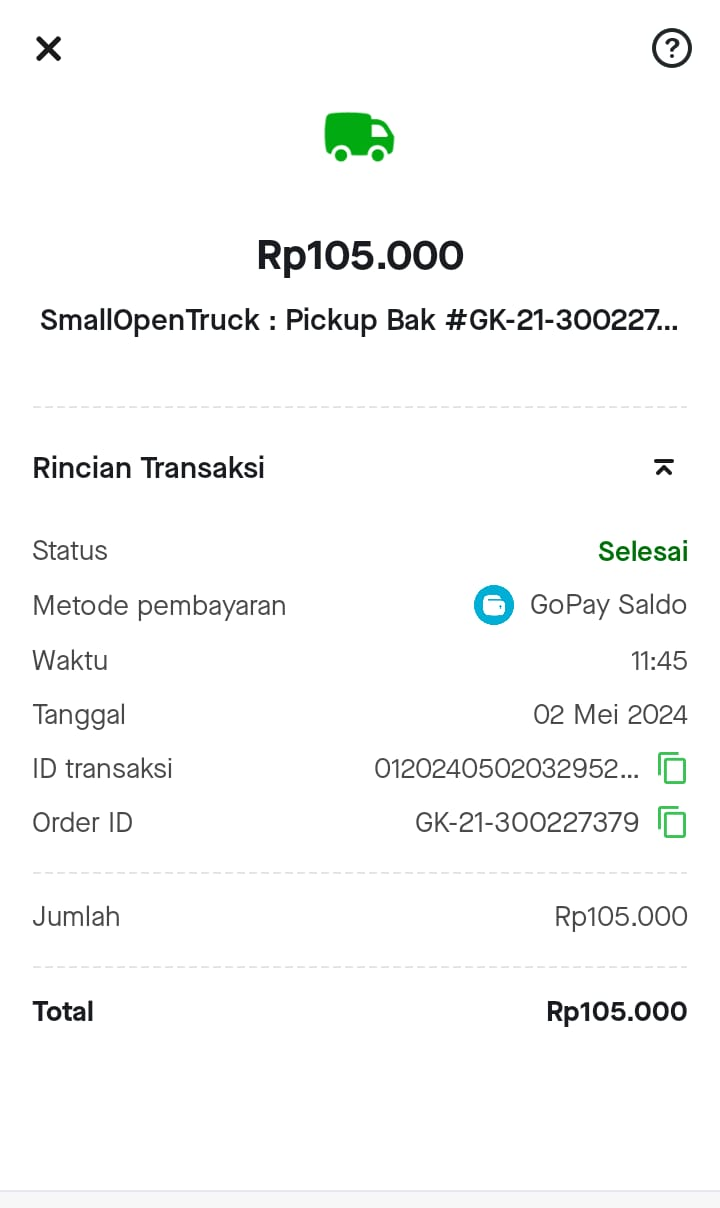 ?
Rp105.000
SmallOpenTruck : Pickup Bak #GK-21-300227...
Rincian Transaksi
Status Selesai
Metode pembayaran GoPay Saldo
Waktu 11:45
Tanggal 02 Mei 2024
ID transaksi 0120240502032952...
Order ID GK-21-300227379
Jumlah Rp105.000
Total Rp105.000